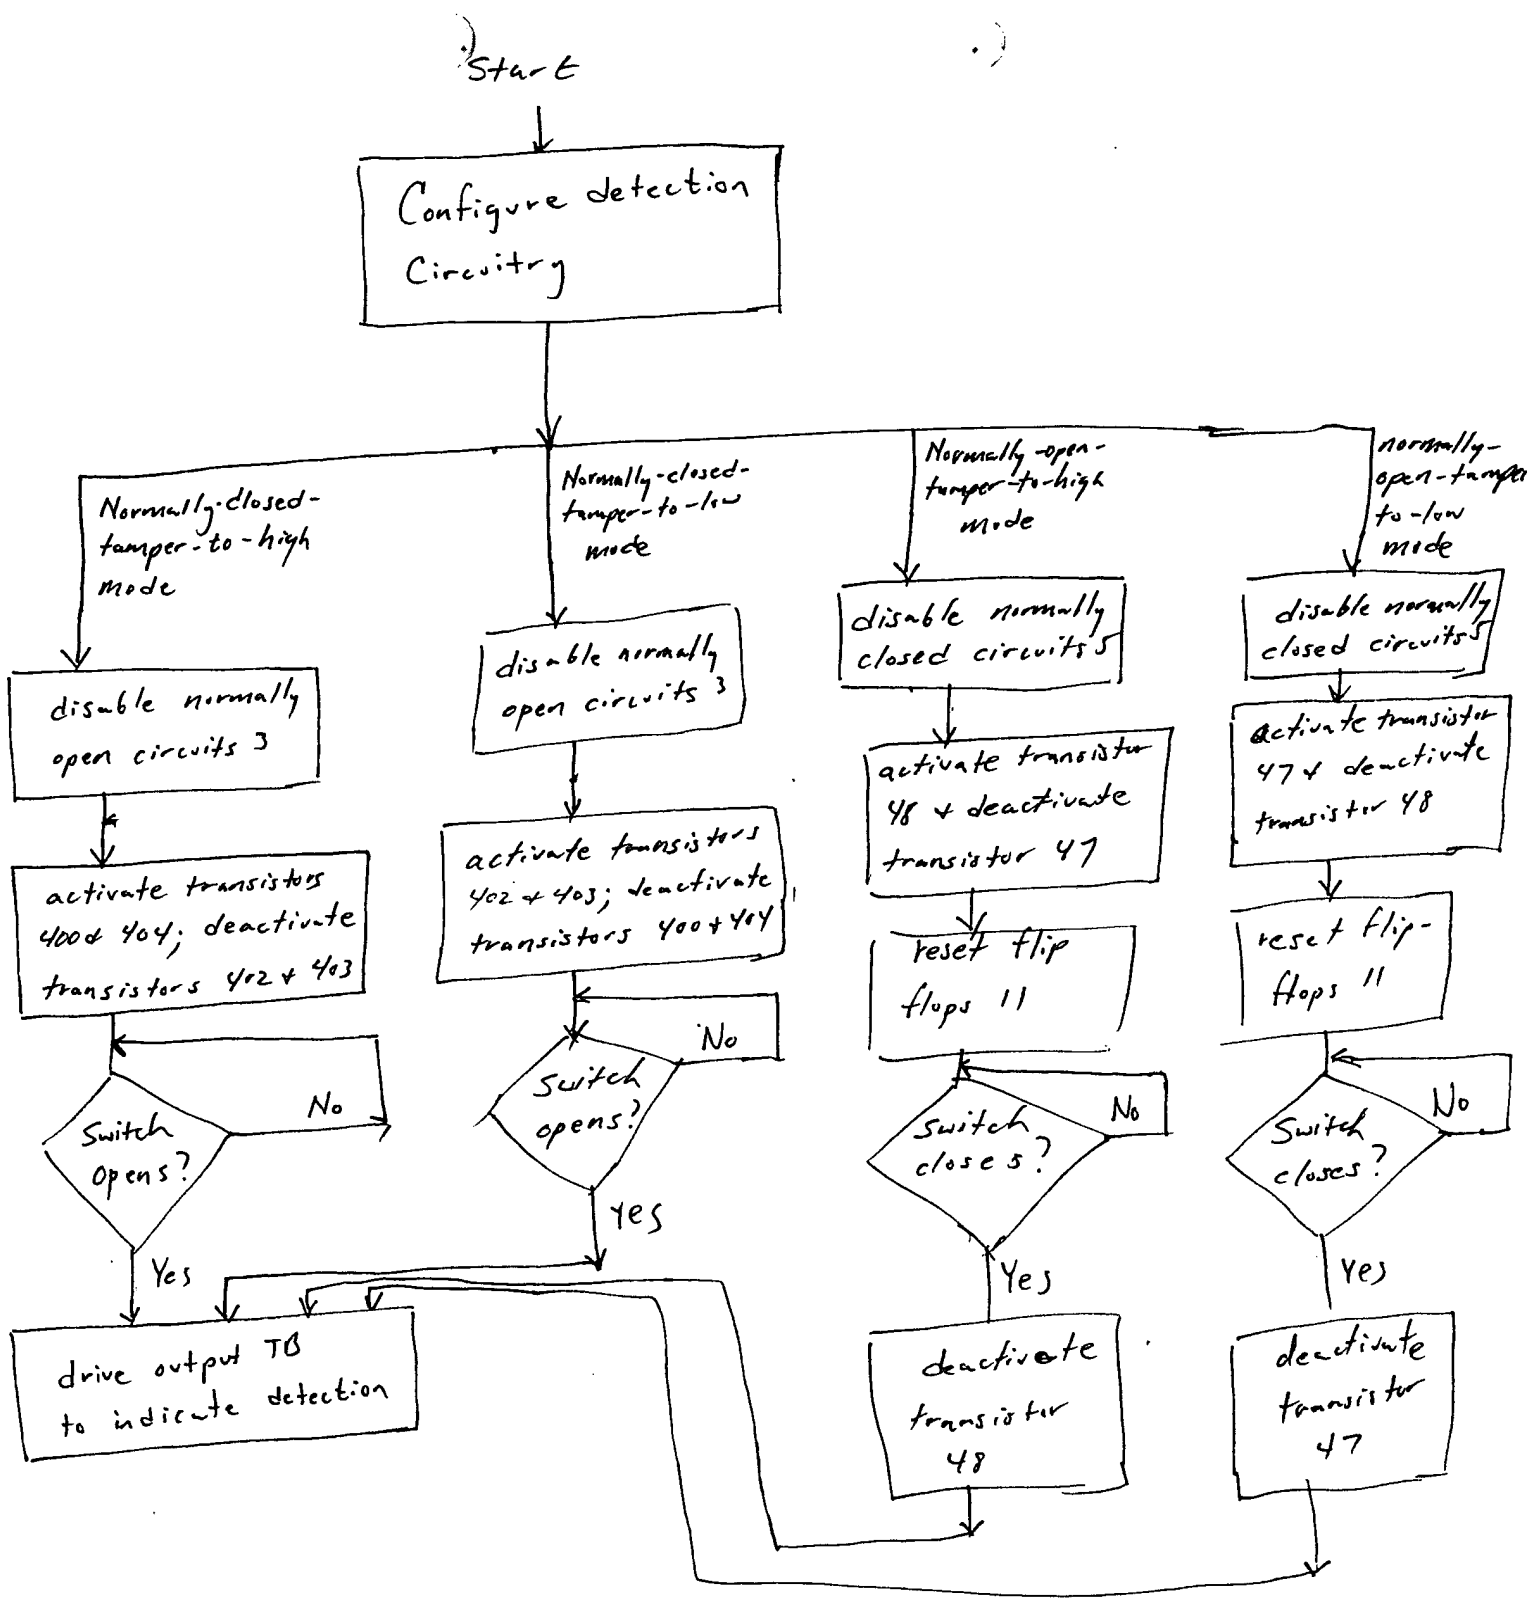 Start
Configure detection
Circuitry
Normally-closed-
tamper-to-high
mode
Normally-closed-
tamper-to-low
mode
Normally-open-
tamper-to-high
mode
normally-
open-tamper
to-low
mode
disable normally
open circuits 3
activate transistors
400 & 404; deactivate
transistors 402 & 403
Switch
opens?
No
Yes
disable normally
open circuits 3
activate transistors
402 & 403; deactivate
transistors 400 & 404
Switch
opens?
No
Yes
disable normally
closed circuits 5
activate transistor
48 & deactivate
transistor 47
reset flip
flops 11
Switch
closes?
No
Yes
deactivate
transistor
48
disable normally
closed circuits 5
activate transistor
47 & deactivate
transistor 48
reset flip-
flops 11
Switch
closes?
No
Yes
deactivate
transistor
47
drive output TB
to indicate detection